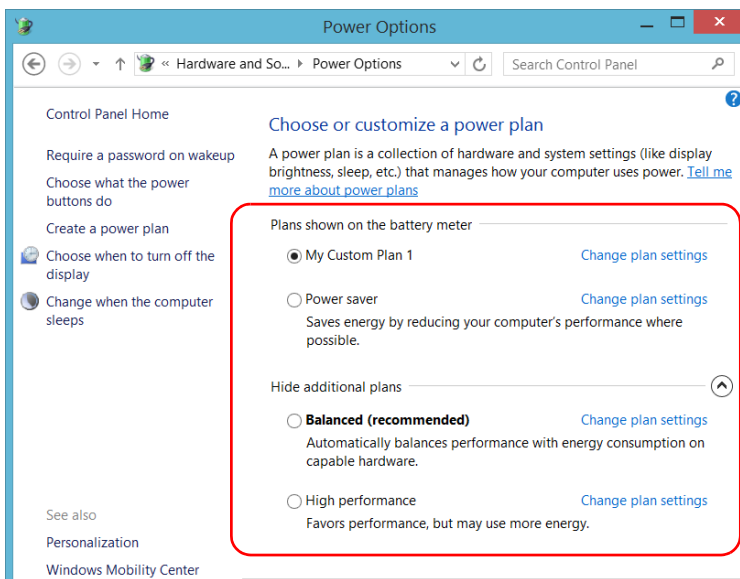 Power Options
« Hardware and So... Power Options
Search Control Panel
Control Panel Home
Require a password on wakeup
Choose what the power
buttons do
Create a power plan
Choose when to turn off the
display
Change when the computer
sleeps
See also
Personalization
Windows Mobility Center
?
Choose or customize a power plan
A power plan is a collection of hardware and system settings (like display
brightness, sleep, etc.) that manages how your computer uses power. Tell me
more about power plans
Plans shown on the battery meter
My Custom Plan 1 Change plan settings
Power saver Change plan settings
Saves energy by reducing your computer's performance where
possible.
Hide additional plans
Balanced (recommended) Change plan settings
Automatically balances performance with energy consumption on
capable hardware.
High performance Change plan settings
Favors performance, but may use more energy.